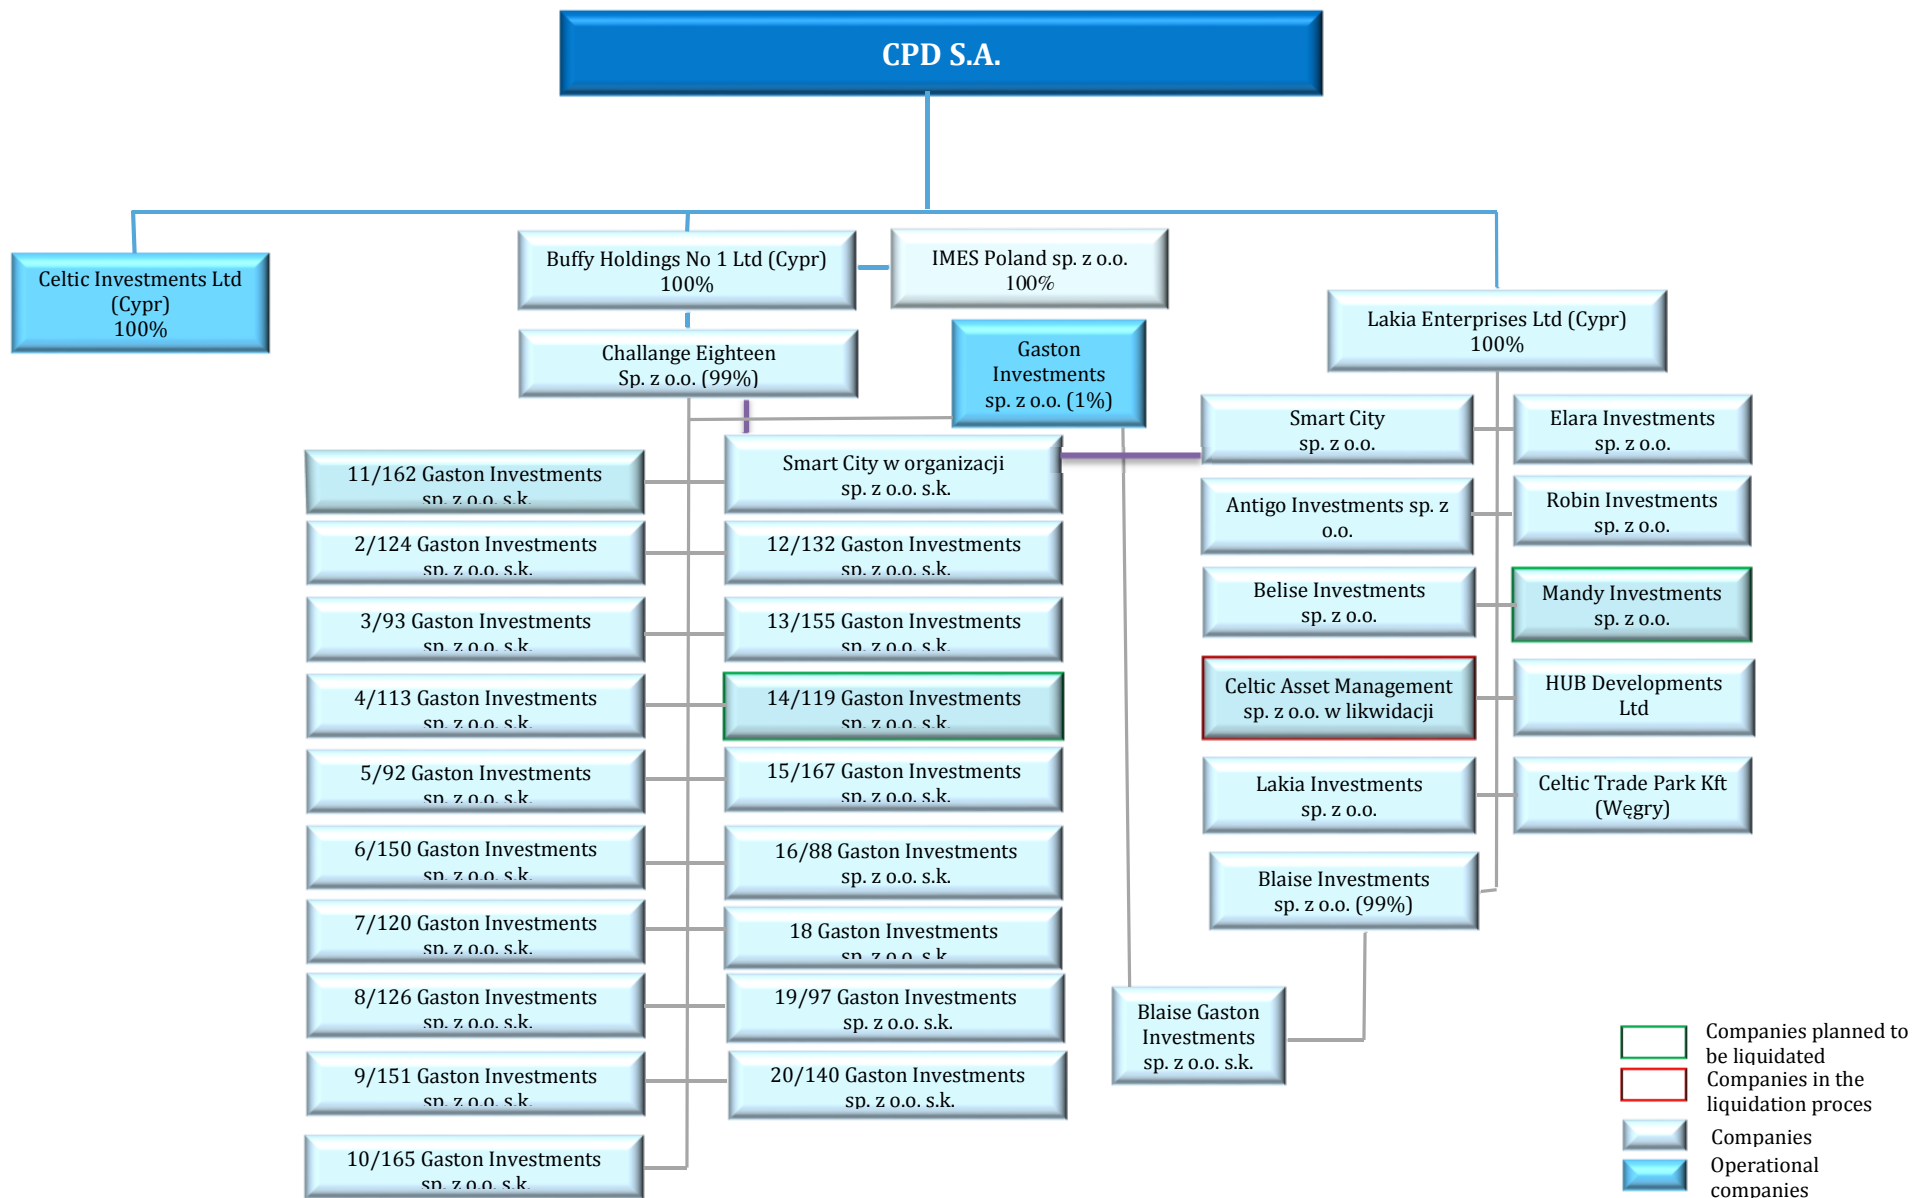 CPD S.A.
Celtic Investments Ltd
(Cypr)
100%
Buffy Holdings No 1 Ltd (Cypr)
100%
IMES Poland sp. z o.o.
100%
Lakia Enterprises Ltd (Cypr)
100%
Challange Eighteen
Sp. z o.o. (99%)
Gaston
Investments
sp. z o.o. (1%)
11/162 Gaston Investments
sp. z o.o. s.k.
2/124 Gaston Investments
sp. z o.o. s.k.
3/93 Gaston Investments
sp. z o.o. s.k.
4/113 Gaston Investments
sp. z o.o. s.k.
5/92 Gaston Investments
sp. z o.o. s.k.
6/150 Gaston Investments
sp. z o.o. s.k.
7/120 Gaston Investments
sp. z o.o. s.k.
8/126 Gaston Investments
sp. z o.o. s.k.
9/151 Gaston Investments
sp. z o.o. s.k.
10/165 Gaston Investments
sp. z o.o. s.k.
Smart City w organizacji
sp. z o.o. s.k.
12/132 Gaston Investments
sp. z o.o. s.k.
13/155 Gaston Investments
sp. z o.o. s.k.
14/119 Gaston Investments
sp. z o.o. s.k.
15/167 Gaston Investments
sp. z o.o. s.k.
16/88 Gaston Investments
sp. z o.o. s.k.
18 Gaston Investments
sp. z o.o. s.k.
19/97 Gaston Investments
sp. z o.o. s.k.
20/140 Gaston Investments
sp. z o.o. s.k.
Smart City
sp. z o.o.
Elara Investments
sp. z o.o.
Antigo Investments sp. z
o.o.
Robin Investments
sp. z o.o.
Belise Investments
sp. z o.o.
Mandy Investments
sp. z o.o.
Celtic Asset Management
sp. z o.o. w likwidacji
HUB Developments
Ltd
Lakia Investments
sp. z o.o.
Celtic Trade Park Kft
(Węgry)
Blaise Investments
sp. z o.o. (99%)
Blaise Gaston
Investments
sp. z o.o. s.k.
Companies planned to
be liquidated
Companies in the
liquidation proces
Companies
Operational
companies